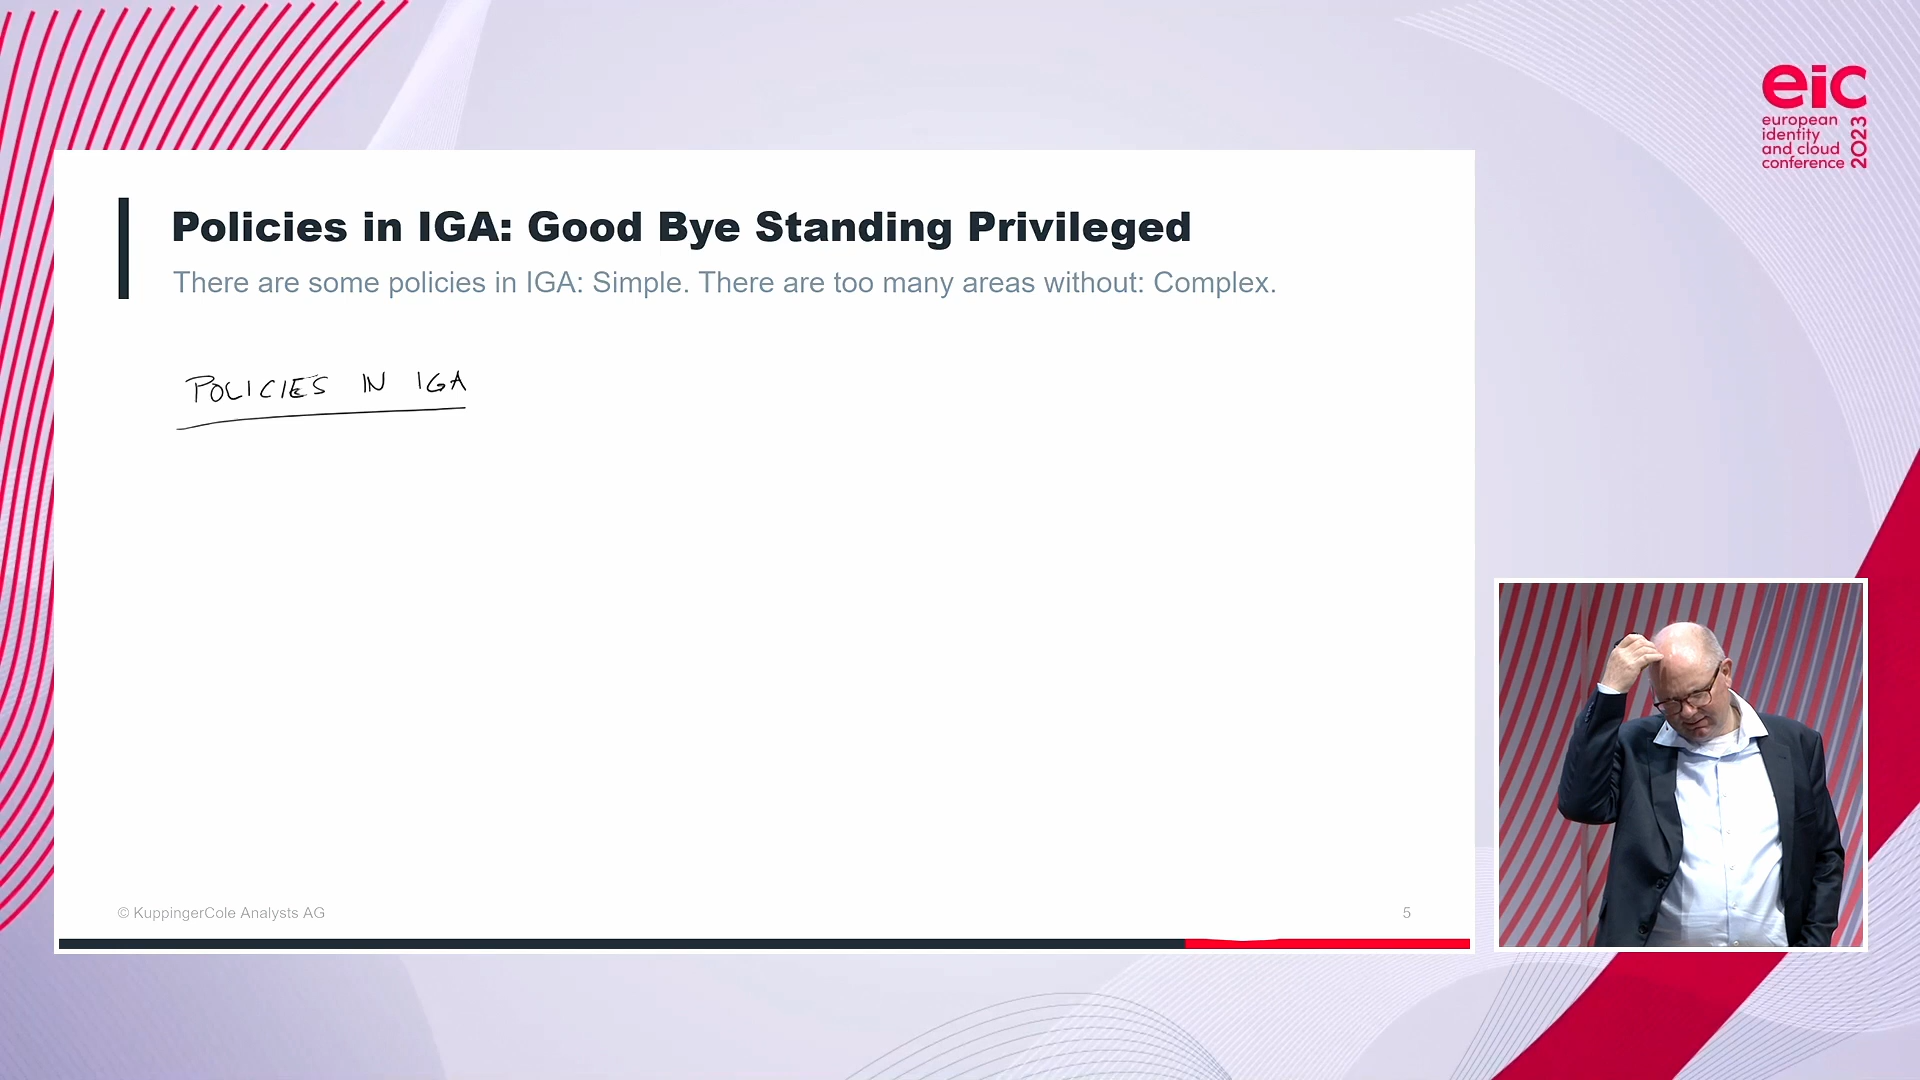 eic
european
identity
and cloud
conference
2023
Policies in IGA: Good Bye Standing Privileged
There are some policies in IGA: Simple. There are too many areas without: Complex.
POLICIES IN IGA
© KuppingerCole Analysts AG
5